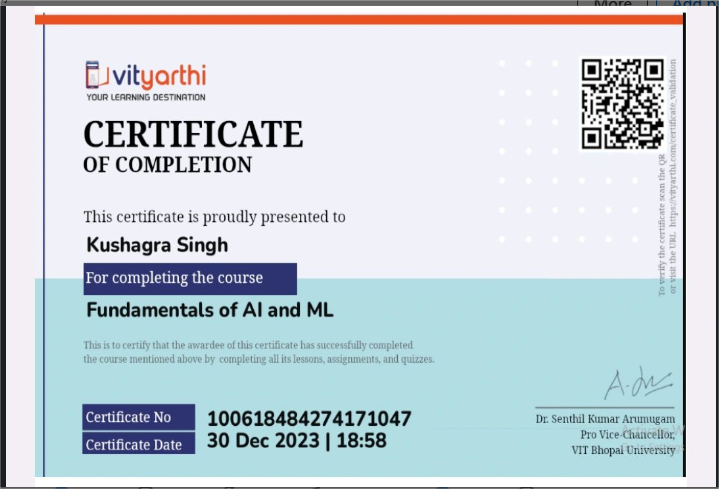 More
vityarthi
YOUR LEARNING DESTINATION
CERTIFICATE
OF COMPLETION
This certificate is proudly presented to
Kushagra Singh
For completing the course
Fundamentals of AI and ML
This is to certify that the awardee of this certificate has successfully completed
the course mentioned above by completing all its lessons, assignments, and quizzes.
Certificate No
100618484274171047
Certificate Date
30 Dec 2023 | 18:58
To verify the certificate scan the QR
or visit the URL https://vityarthi.com/certificate_validation
Dr. Senthil Kumar Arumugam
Pro Vice-Chancellor,
VIT Bhopal University